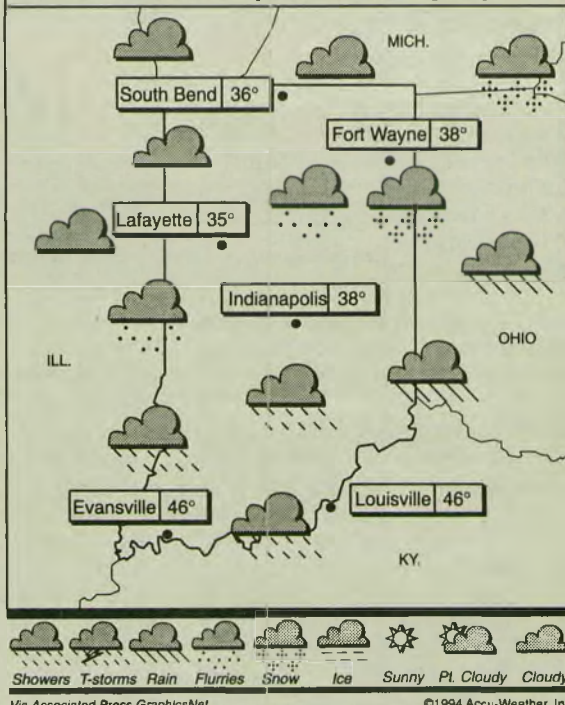 MICH.
South Bend 36°
Fort Wayne 38°
Lafayette 35°
Indianapolis 38°
OHIO
ILL.
Evansville 46°
Louisville 46°
KY.
Showers T-storms Rain Flurries Snow Ice Sunny Pt. Cloudy Cloudy
Via Associated Press GraphicsNet
©1994 Accu-Weather, In